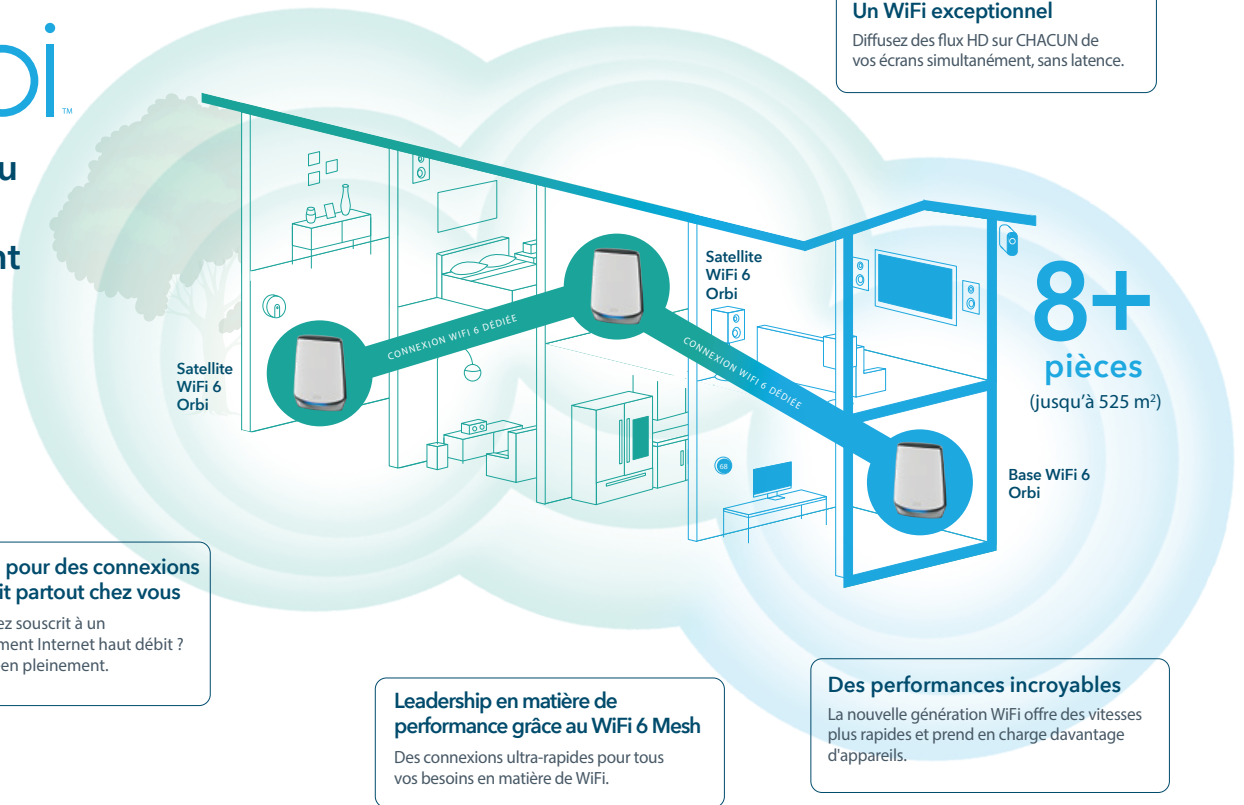 Un WiFi exceptionnel
Diffusez des flux HD sur CHACUN de
vos écrans simultanément, sans latence.
bi
™
u
nt
Satellite
WiFi 6
Orbi
CONNEXION WIFI 6 DÉDIÉE
Satellite
WiFi 6
Orbi
CONNEXION WIFI 6 DÉDIÉE
8+
pièces
(jusqu'à 525 m²)
68
Base WiFi 6
Orbi
pour des connexions
it partout chez vous
ez souscrit à un
ment Internet haut débit ?
en pleinement.
Leadership en matière de
performance grâce au WiFi 6 Mesh
Des connexions ultra-rapides pour tous
vos besoins en matière de WiFi.
Des performances incroyables
La nouvelle génération WiFi offre des vitesses
plus rapides et prend en charge davantage
d'appareils.